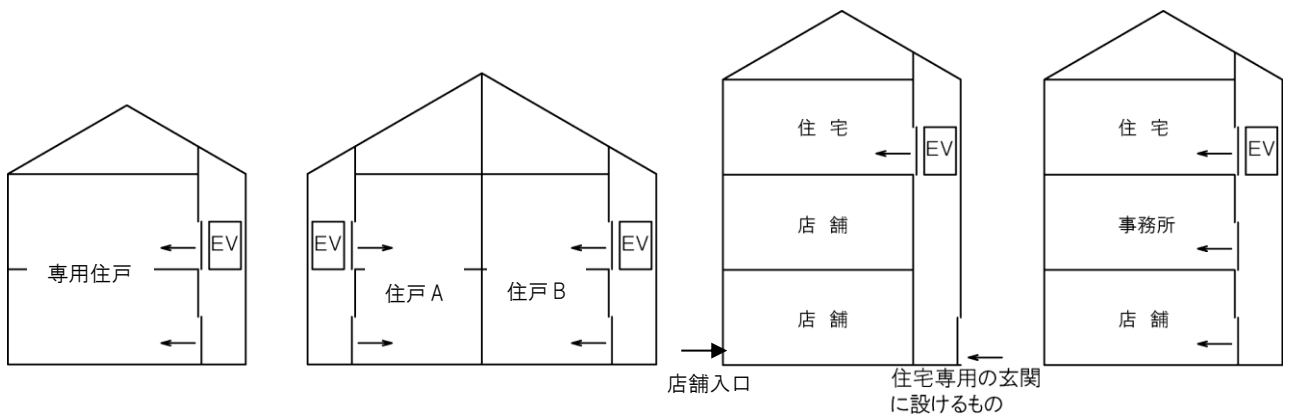 EV
専用住戸
EV
EV
住戸A
住戸B
住 宅
EV
店 舗
店 舗
店舗入口
住宅専用の玄関
に設けるもの
住 宅
EV
事務所
店 舗